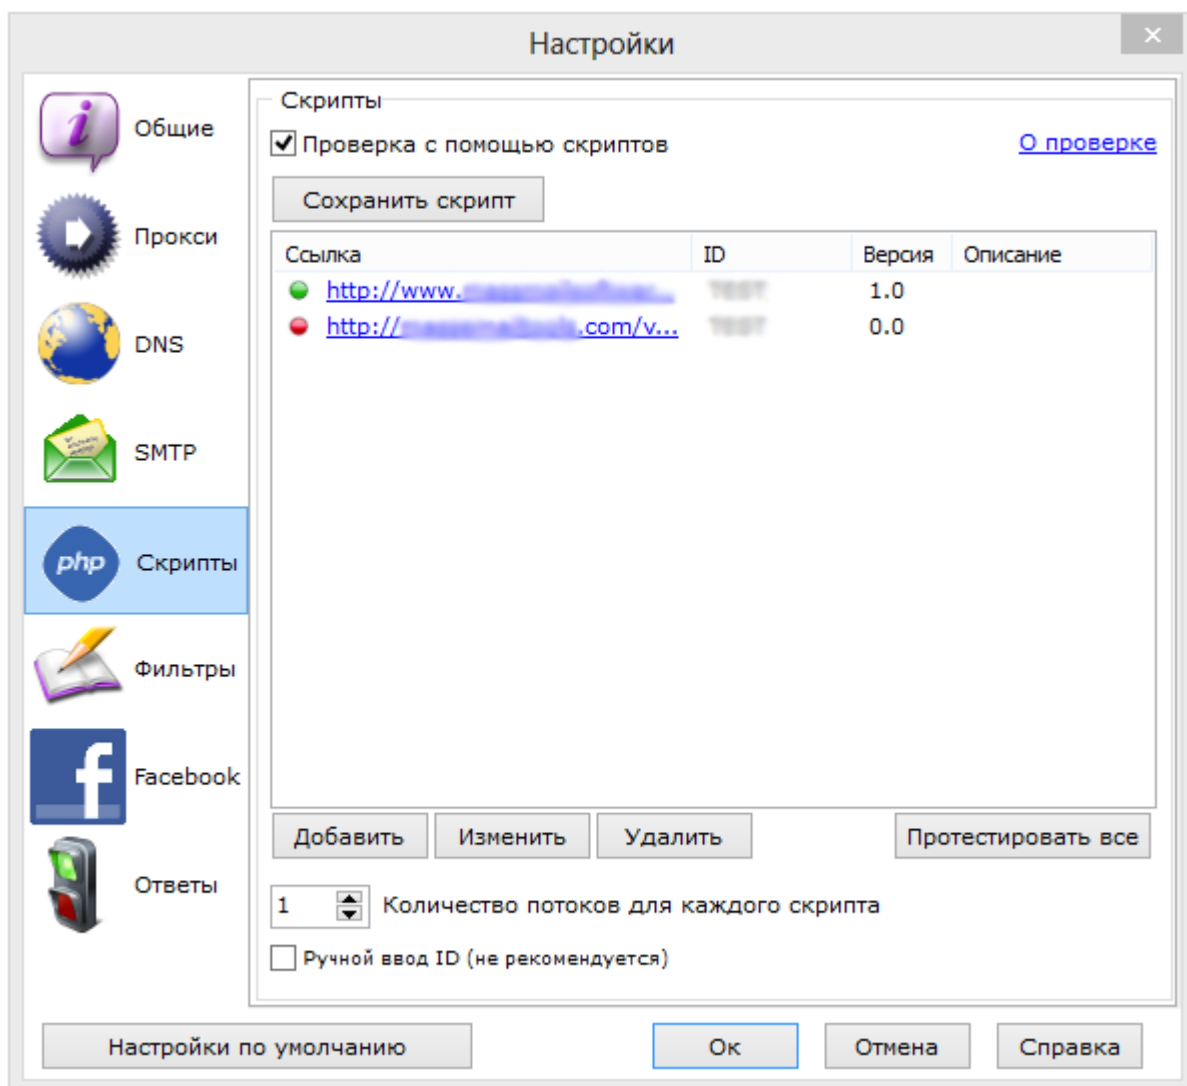 Настройки
Общие
Прокси
DNS
SMTP
php Скрипты
Фильтры
f Facebook
Ответы
Скрипты
Проверка с помощью скриптов О проверке
Сохранить скрипт
Ссылка ID Версия Описание
http://www. 1.0
http:// .com/v... 0.0
Добавить Изменить Удалить Протестировать все
1 Количество потоков для каждого скрипта
Ручной ввод ID (не рекомендуется)
Настройки по умолчанию Ок Отмена Справка